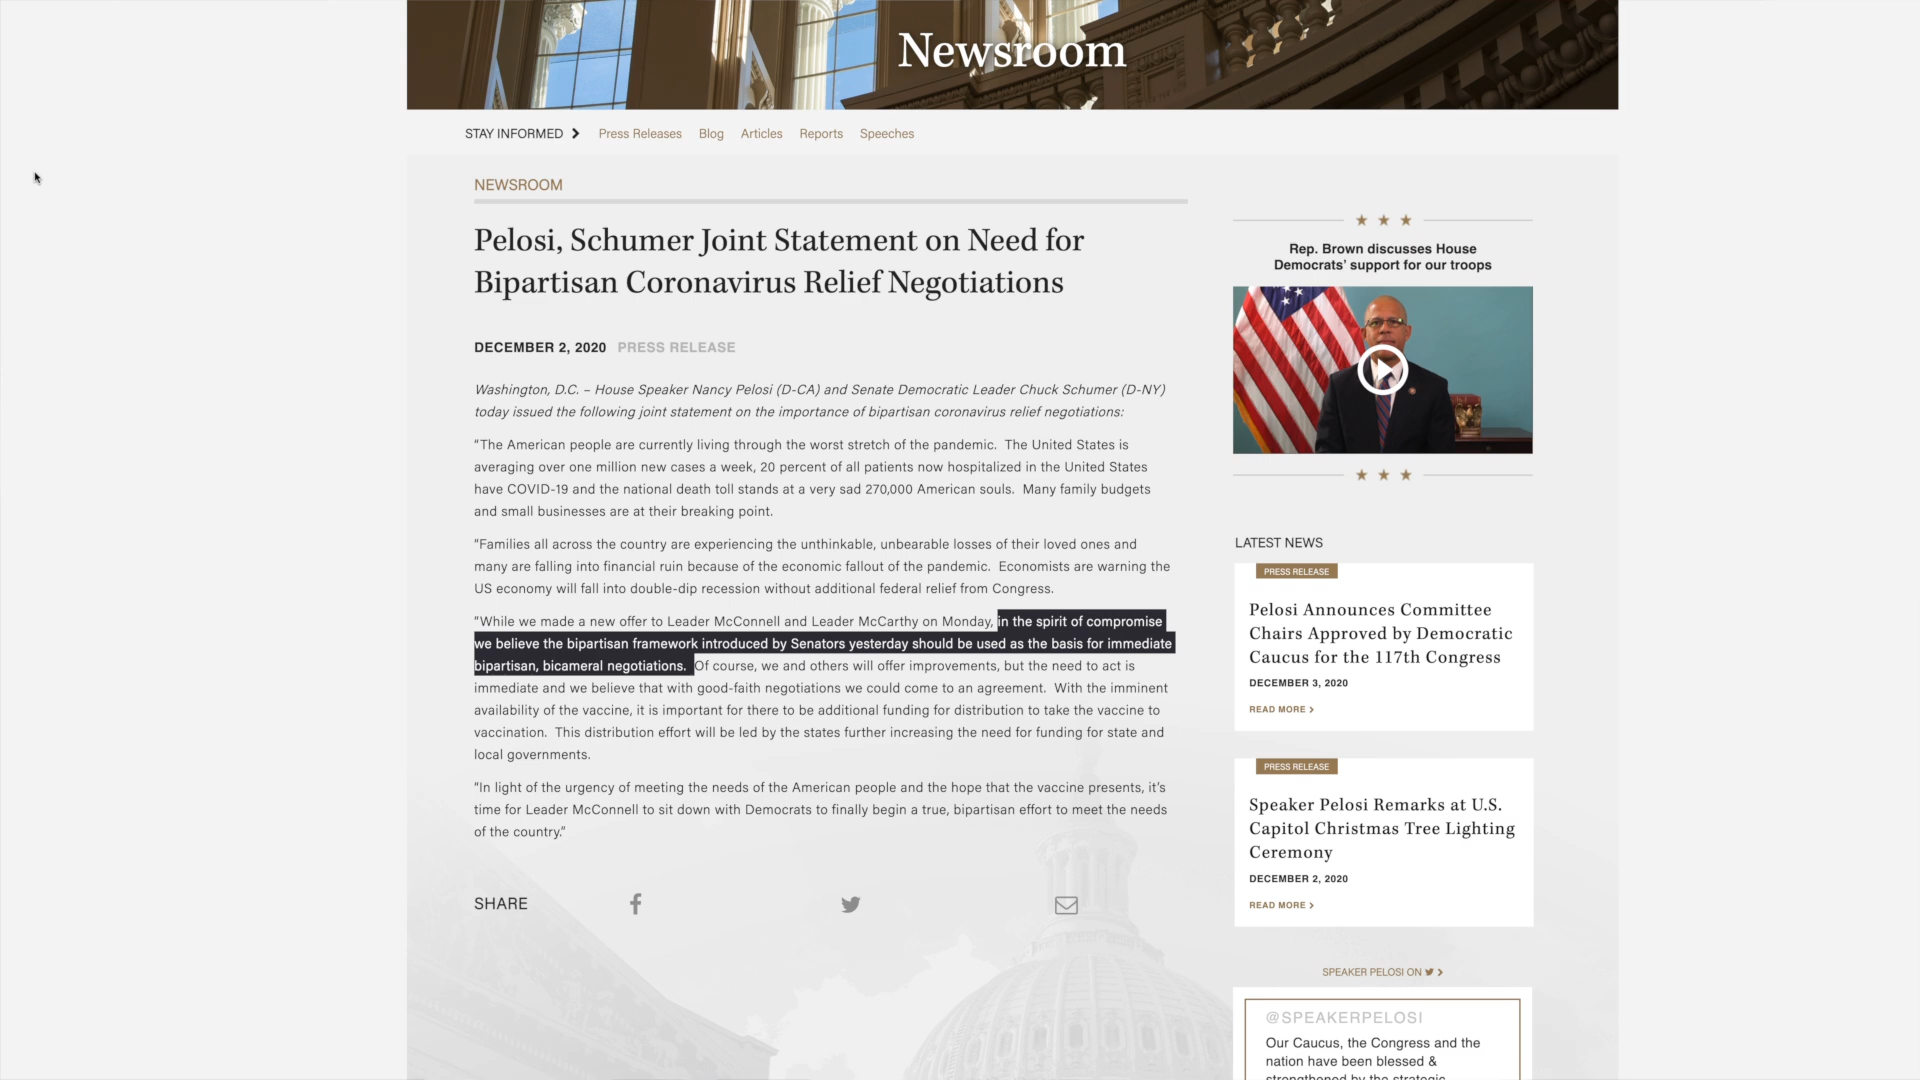 Newsroom
STAY INFORMED
Press Releases
Blog
Articles
Reports
Speeches
NEWSROOM
Pelosi, Schumer Joint Statement on Need for
Bipartisan Coronavirus Relief Negotiations
DECEMBER 2, 2020 PRESS RELEASE
Washington, D.C. – House Speaker Nancy Pelosi (D-CA) and Senate Democratic Leader Chuck Schumer (D-NY)
today issued the following joint statement on the importance of bipartisan coronavirus relief negotiations:
“The American people are currently living through the worst stretch of the pandemic. The United States is
averaging over one million new cases a week, 20 percent of all patients now hospitalized in the United States
have COVID-19 and the national death toll stands at a very sad 270,000 American souls. Many family budgets
and small businesses are at their breaking point.
“Families all across the country are experiencing the unthinkable, unbearable losses of their loved ones and
many are falling into financial ruin because of the economic fallout of the pandemic. Economists are warning the
US economy will fall into double-dip recession without additional federal relief from Congress.
“While we made a new offer to Leader McConnell and Leader McCarthy on Monday, in the spirit of compromise
we believe the bipartisan framework introduced by Senators yesterday should be used as the basis for immediate
bipartisan, bicameral negotiations. Of course, we and others will offer improvements, but the need to act is
immediate and we believe that with good-faith negotiations we could come to an agreement. With the imminent
availability of the vaccine, it is important for there to be additional funding for distribution to take the vaccine to
vaccination. This distribution effort will be led by the states further increasing the need for funding for state and
local governments.
“In light of the urgency of meeting the needs of the American people and the hope that the vaccine presents, it’s
time for Leader McConnell to sit down with Democrats to finally begin a true, bipartisan effort to meet the needs
of the country.”
SHARE
Rep. Brown discusses House
Democrats’ support for our troops
LATEST NEWS
PRESS RELEASE
Pelosi Announces Committee
Chairs Approved by Democratic
Caucus for the 117th Congress
DECEMBER 3, 2020
READ MORE
PRESS RELEASE
Speaker Pelosi Remarks at U.S.
Capitol Christmas Tree Lighting
Ceremony
DECEMBER 2, 2020
READ MORE
SPEAKER PELOSI ON
@SPEAKERPELOSI
Our Caucus, the Congress and the
nation have been blessed &
strengthened by the strategic